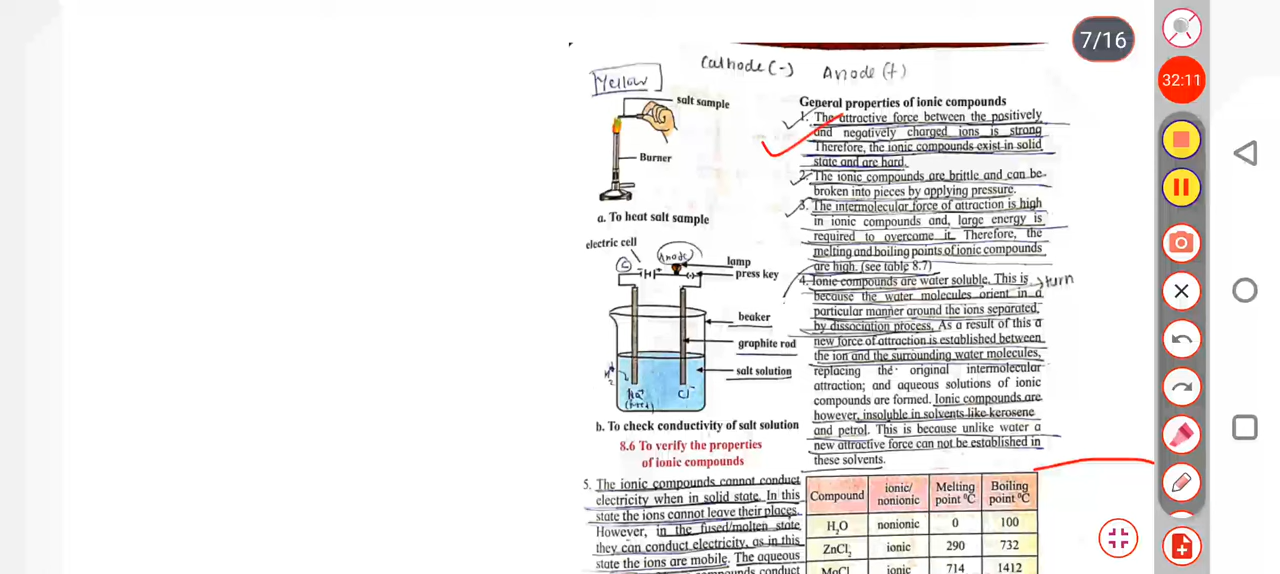 7/16
32:11
Cathode (-) Anode (+)
Yellow
salt sample
Burner
a. To heat salt sample
electric cell
Anode
C
lamp
press key
beaker
graphite rod
salt solution
Cl⁻
b. To check conductivity of salt solution
8.6 To verify the properties
of ionic compounds
5. The ionic compounds cannot conduct
electricity when in solid state. In this
state the ions cannot leave their places.
However, in the fused/molten state
they can conduct electricity, as in this
state the ions are mobile. The aqueous
General properties of ionic compounds
1. The attractive force between the positively
and negatively charged ions is strong
Therefore, the ionic compounds exist in solid
state and are hard.
2. The ionic compounds are brittle and can be
broken into pieces by applying pressure.
3. The intermolecular force of attraction is high
in ionic compounds and, large energy is
required to overcome it. Therefore, the
melting and boiling points of ionic compounds
are high. (see table 8.7)
4. Ionic compounds are water soluble. This is
turn
because the water molecules orient in a
particular manner around the ions separated,
by dissociation process. As a result of this a
new force of attraction is established between
the ion and the surrounding water molecules,
replacing the original intermolecular
attraction; and aqueous solutions of ionic
compounds are formed. Ionic compounds are
however, insoluble in solvents like kerosene
and petrol. This is because unlike water a
new attractive force can not be established in
these solvents.
Compound ionic/ nonionic Melting point ⁰C Boiling point ⁰C
H₂O nonionic 0 100
ZnCl₂ ionic 290 732
ionic 714 1412